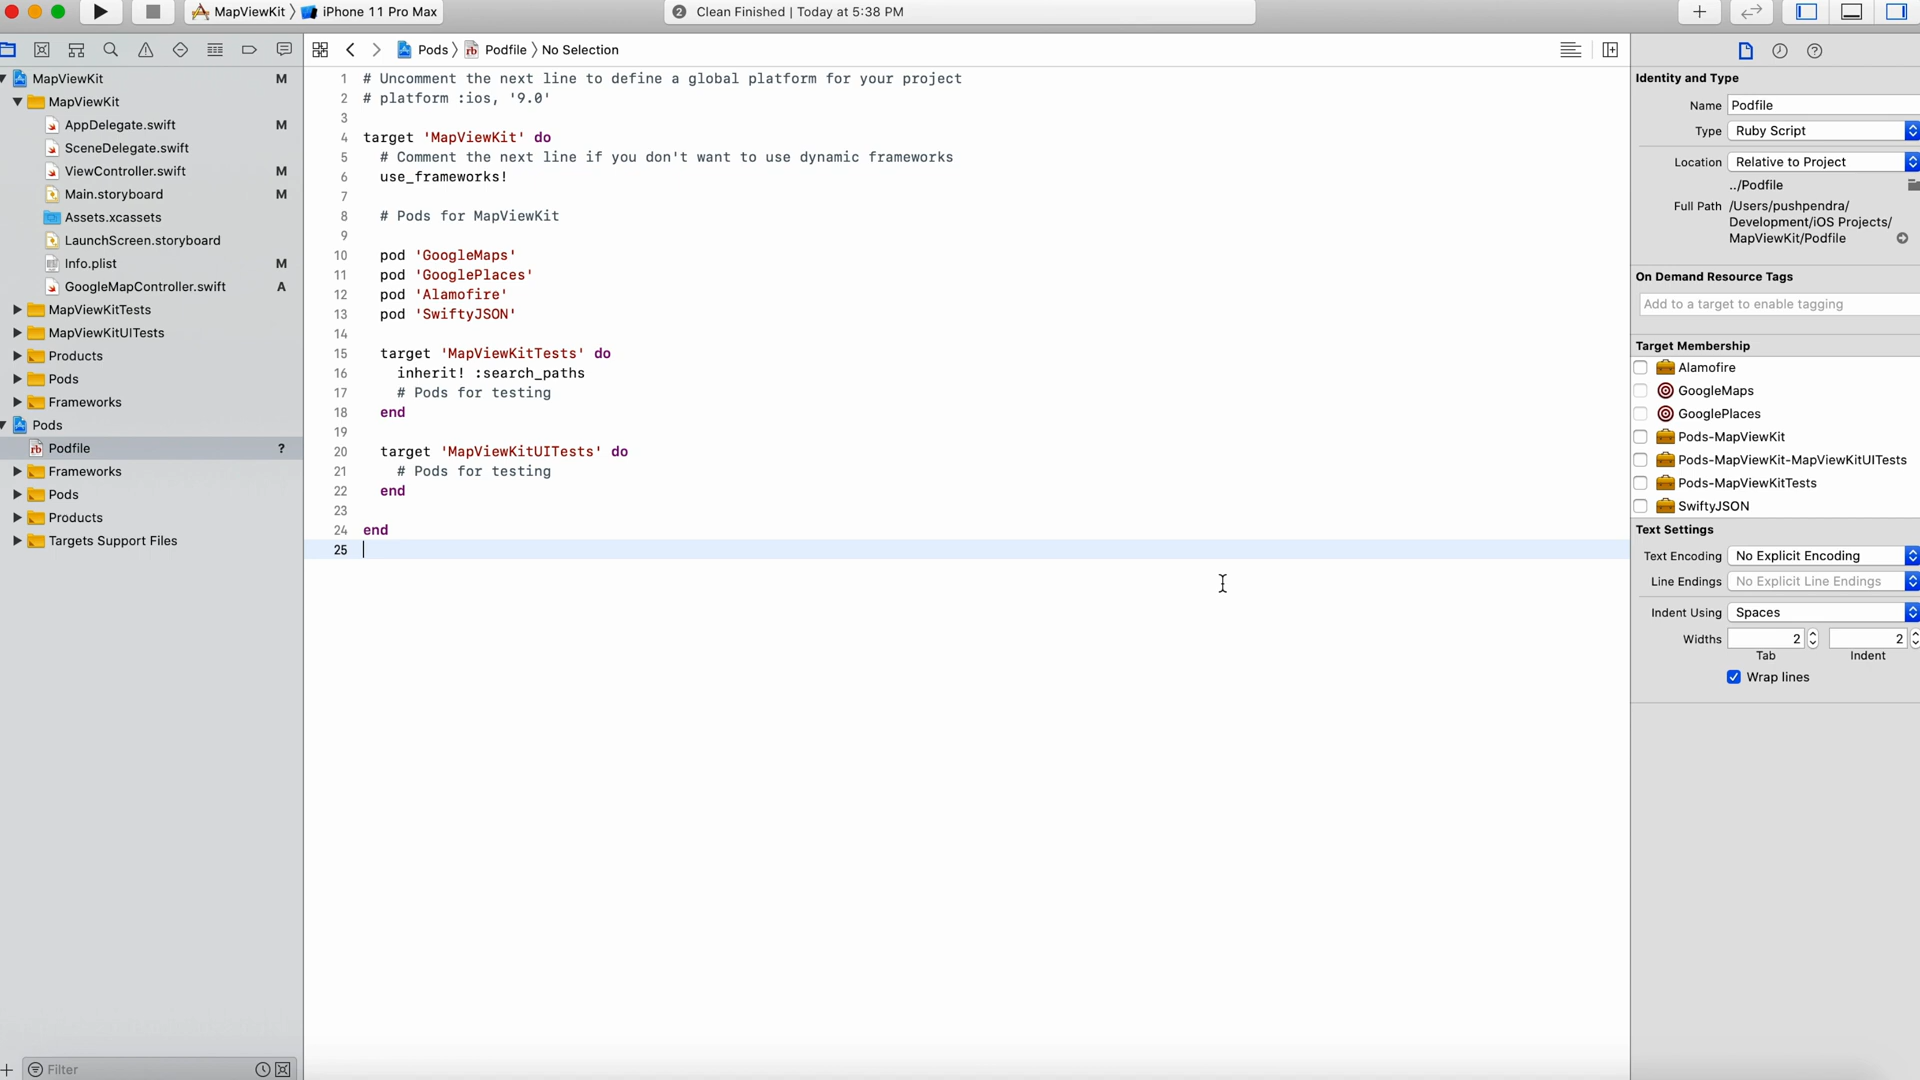 MapViewKit 〉 iPhone 11 Pro Max
2 Clean Finished | Today at 5:38 PM
Pods 〉 Podfile 〉 No Selection
MapViewKit M
MapViewKit
AppDelegate.swift M
SceneDelegate.swift
ViewController.swift M
Main.storyboard M
Assets.xcassets
LaunchScreen.storyboard
Info.plist M
GoogleMapController.swift A
MapViewKitTests
MapViewKitUITests
Products
Pods
Frameworks
Pods
rb Podfile ?
Frameworks
Pods
Products
Targets Support Files
Filter
1 # Uncomment the next line to define a global platform for your project
2 # platform :ios, '9.0'
3
4 target 'MapViewKit' do
5 # Comment the next line if you don't want to use dynamic frameworks
6 use_frameworks!
7
8 # Pods for MapViewKit
9
10 pod 'GoogleMaps'
11 pod 'GooglePlaces'
12 pod 'Alamofire'
13 pod 'SwiftyJSON'
14
15 target 'MapViewKitTests' do
16 inherit! :search_paths
17 # Pods for testing
18 end
19
20 target 'MapViewKitUITests' do
21 # Pods for testing
22 end
23
24 end
25
Identity and Type
Name Podfile
Type Ruby Script
Location Relative to Project
../Podfile
Full Path /Users/pushpendra/
Development/iOS Projects/
MapViewKit/Podfile
On Demand Resource Tags
Add to a target to enable tagging
Target Membership
Alamofire
GoogleMaps
GooglePlaces
Pods-MapViewKit
Pods-MapViewKit-MapViewKitUITests
Pods-MapViewKitTests
SwiftyJSON
Text Settings
Text Encoding No Explicit Encoding
Line Endings No Explicit Line Endings
Indent Using Spaces
Widths 2 2
Tab Indent
Wrap lines